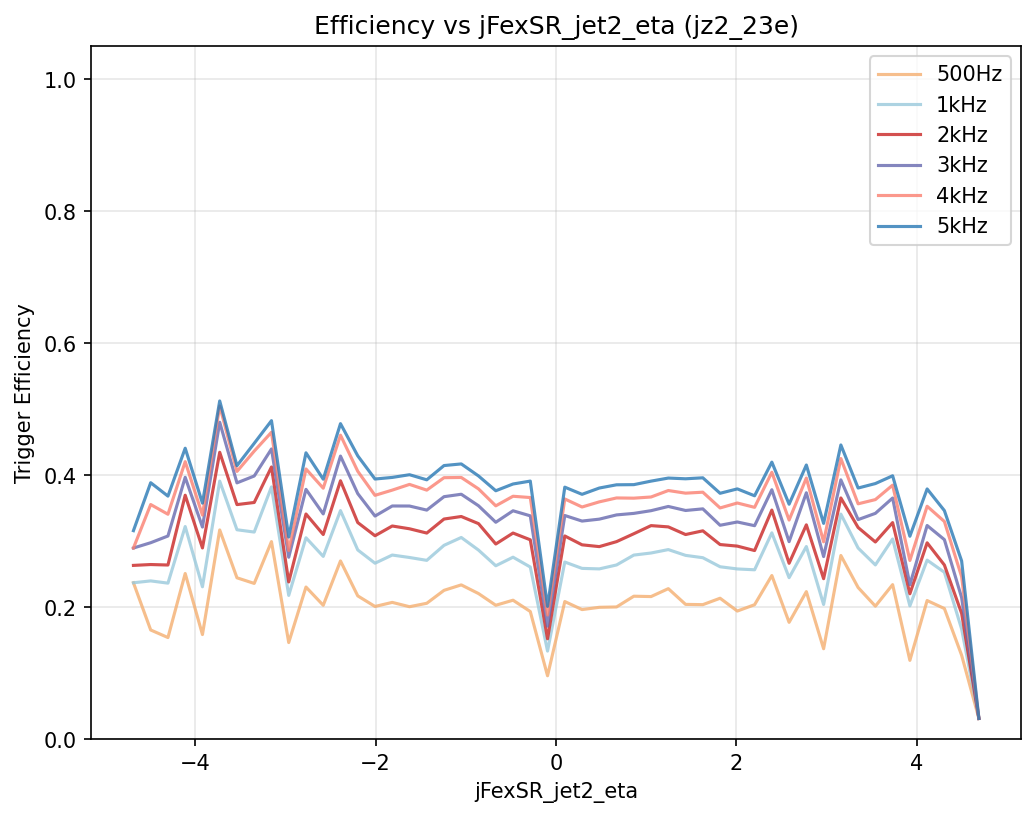 Efficiency vs jFexSR_jet2_eta (jz2_23e)
1.0
0.8
0.6
0.4
0.2
0.0
Trigger Efficiency
500Hz
1kHz
2kHz
3kHz
4kHz
5kHz
−4
−2
0
2
4
jFexSR_jet2_eta